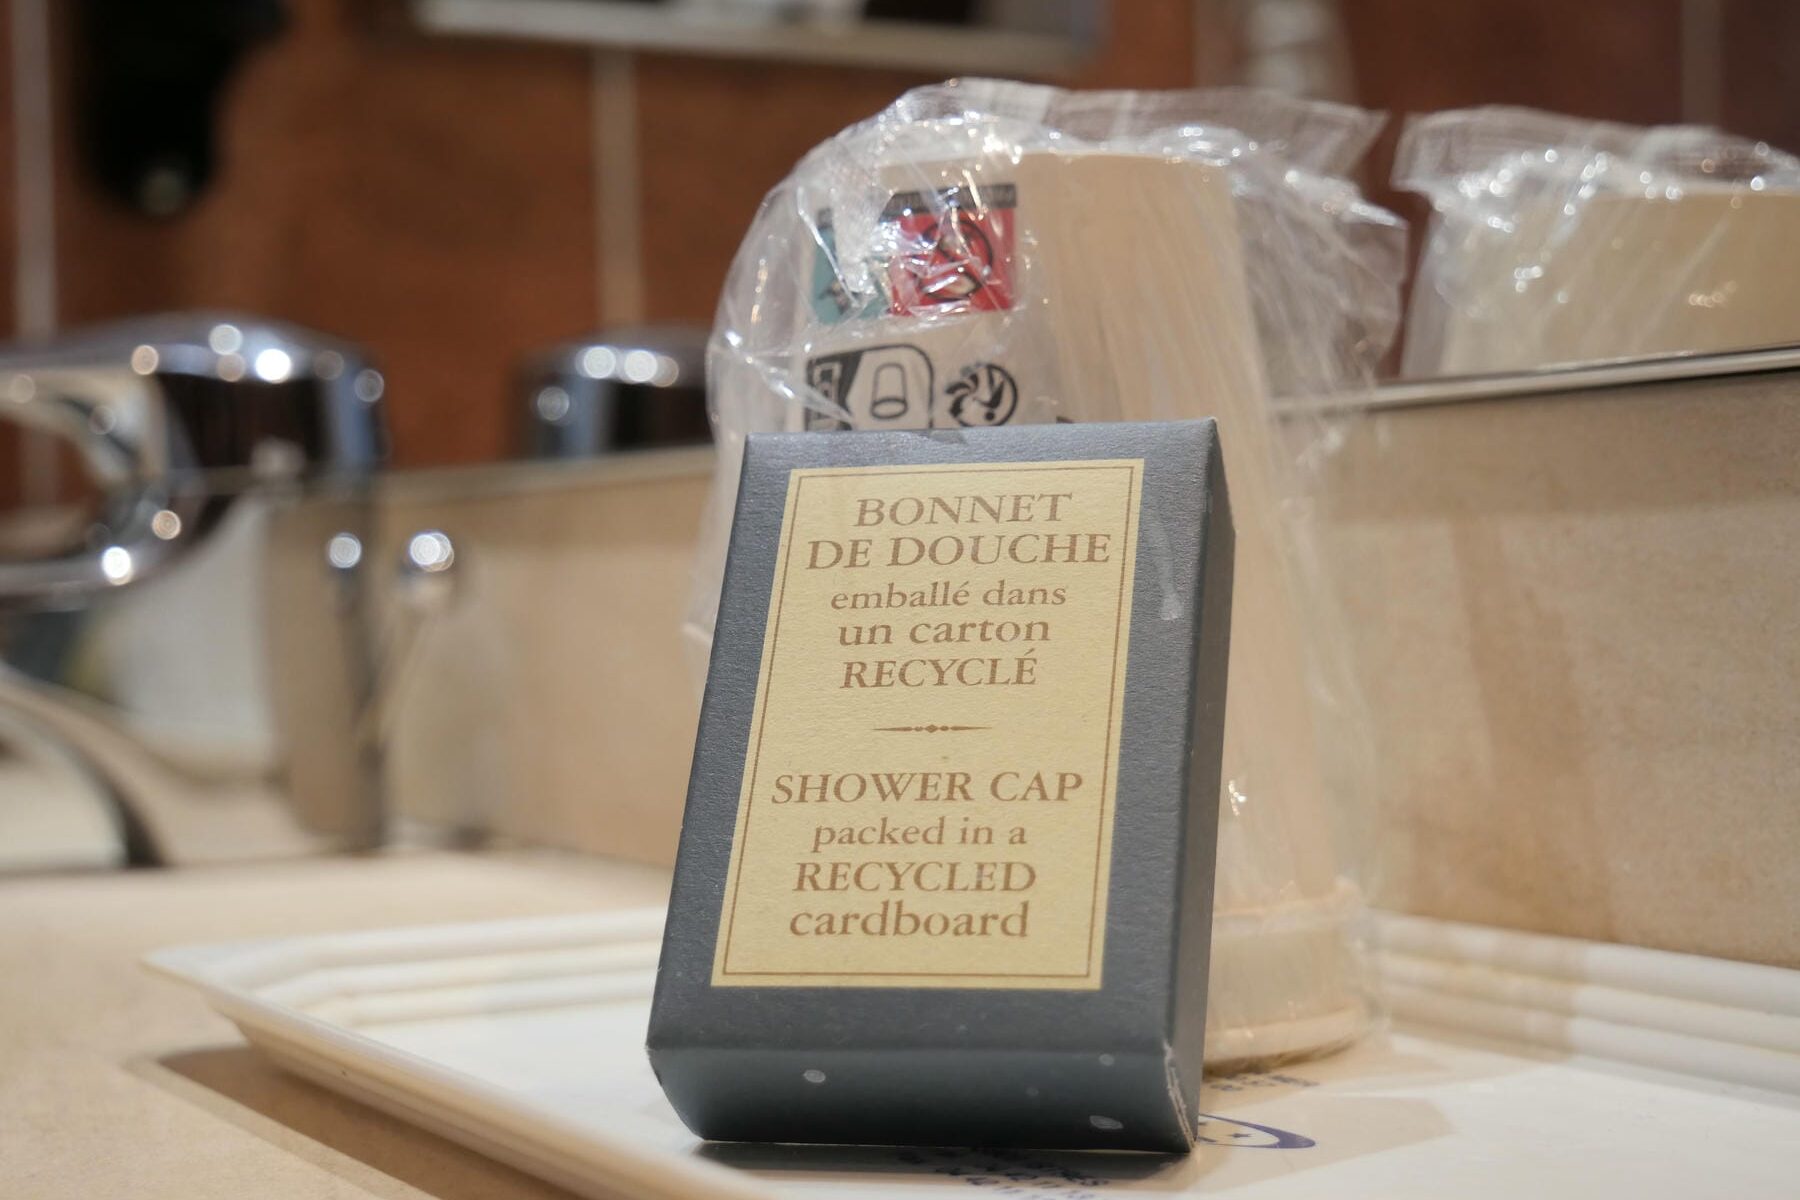 BONNET
DE DOUCHE
emballé dans
un carton
RECYCLÉ
SHOWER CAP
packed in a
RECYCLED
cardboard